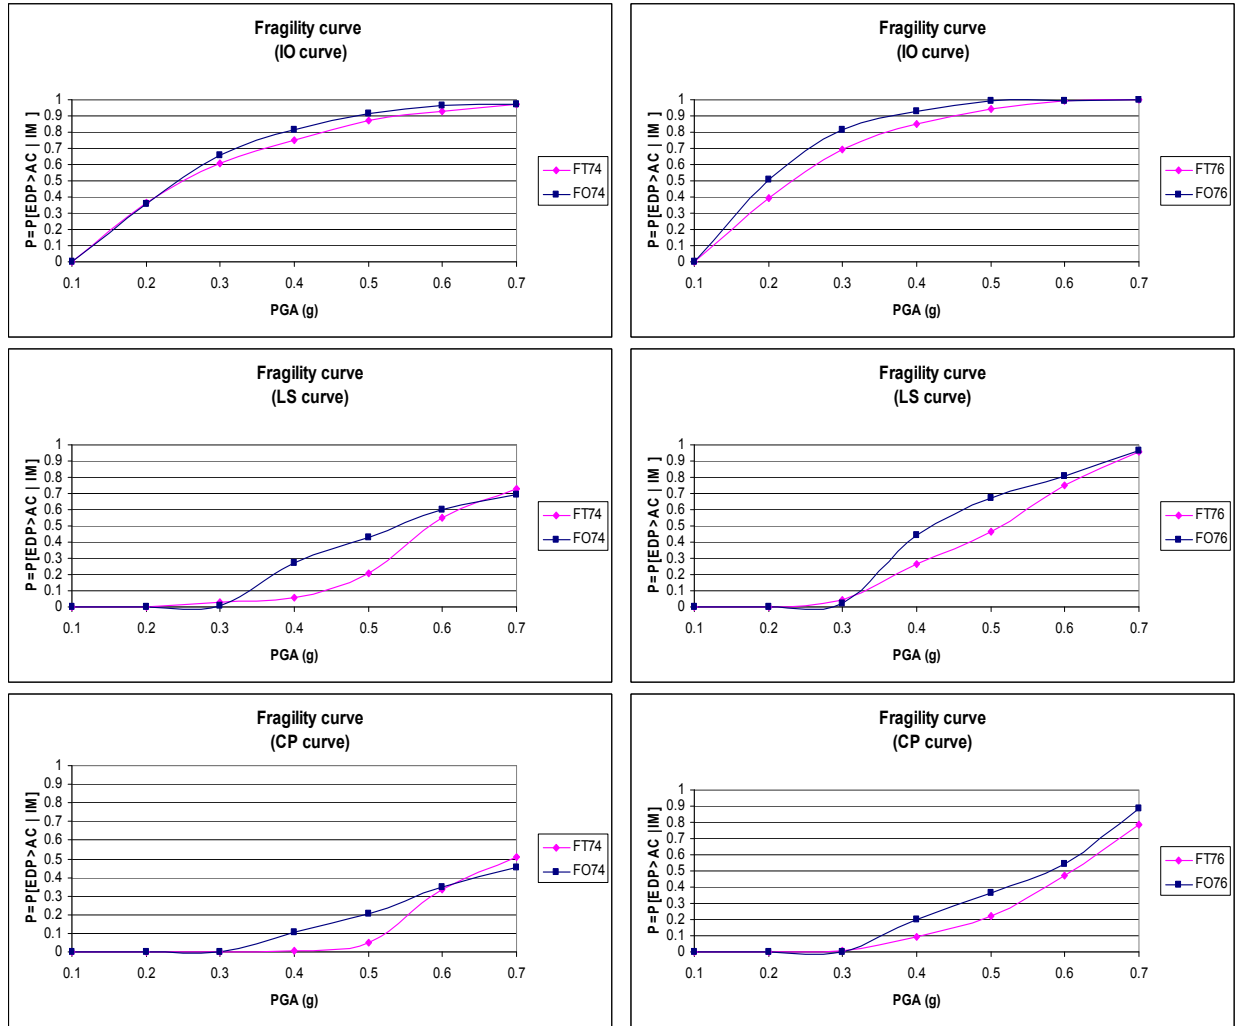 Fragility curve
(IO curve)
P=P[EDP>AC | IM ]
1
0.9
0.8
0.7
0.6
0.5
0.4
0.3
0.2
0.1
0
0.1 0.2 0.3 0.4 0.5 0.6 0.7
PGA (g)
FT74
FO74
Fragility curve
(IO curve)
P=P[EDP>AC | IM ]
1
0.9
0.8
0.7
0.6
0.5
0.4
0.3
0.2
0.1
0
0.1 0.2 0.3 0.4 0.5 0.6 0.7
PGA (g)
FT76
FO76
Fragility curve
(LS curve)
P=P[EDP>AC | IM]
1
0.9
0.8
0.7
0.6
0.5
0.4
0.3
0.2
0.1
0
0.1 0.2 0.3 0.4 0.5 0.6 0.7
PGA (g)
FT74
FO74
Fragility curve
(LS curve)
P=P[EDP>AC | IM]
1
0.9
0.8
0.7
0.6
0.5
0.4
0.3
0.2
0.1
0
0.1 0.2 0.3 0.4 0.5 0.6 0.7
PGA (g)
FT76
FO76
Fragility curve
(CP curve)
P=P[EDP>AC | IM]
1
0.9
0.8
0.7
0.6
0.5
0.4
0.3
0.2
0.1
0
0.1 0.2 0.3 0.4 0.5 0.6 0.7
PGA (g)
FT74
FO74
Fragility curve
(CP curve)
P=P[EDP>AC | IM]
1
0.9
0.8
0.7
0.6
0.5
0.4
0.3
0.2
0.1
0
0.1 0.2 0.3 0.4 0.5 0.6 0.7
PGA (g)
FT76
FO76